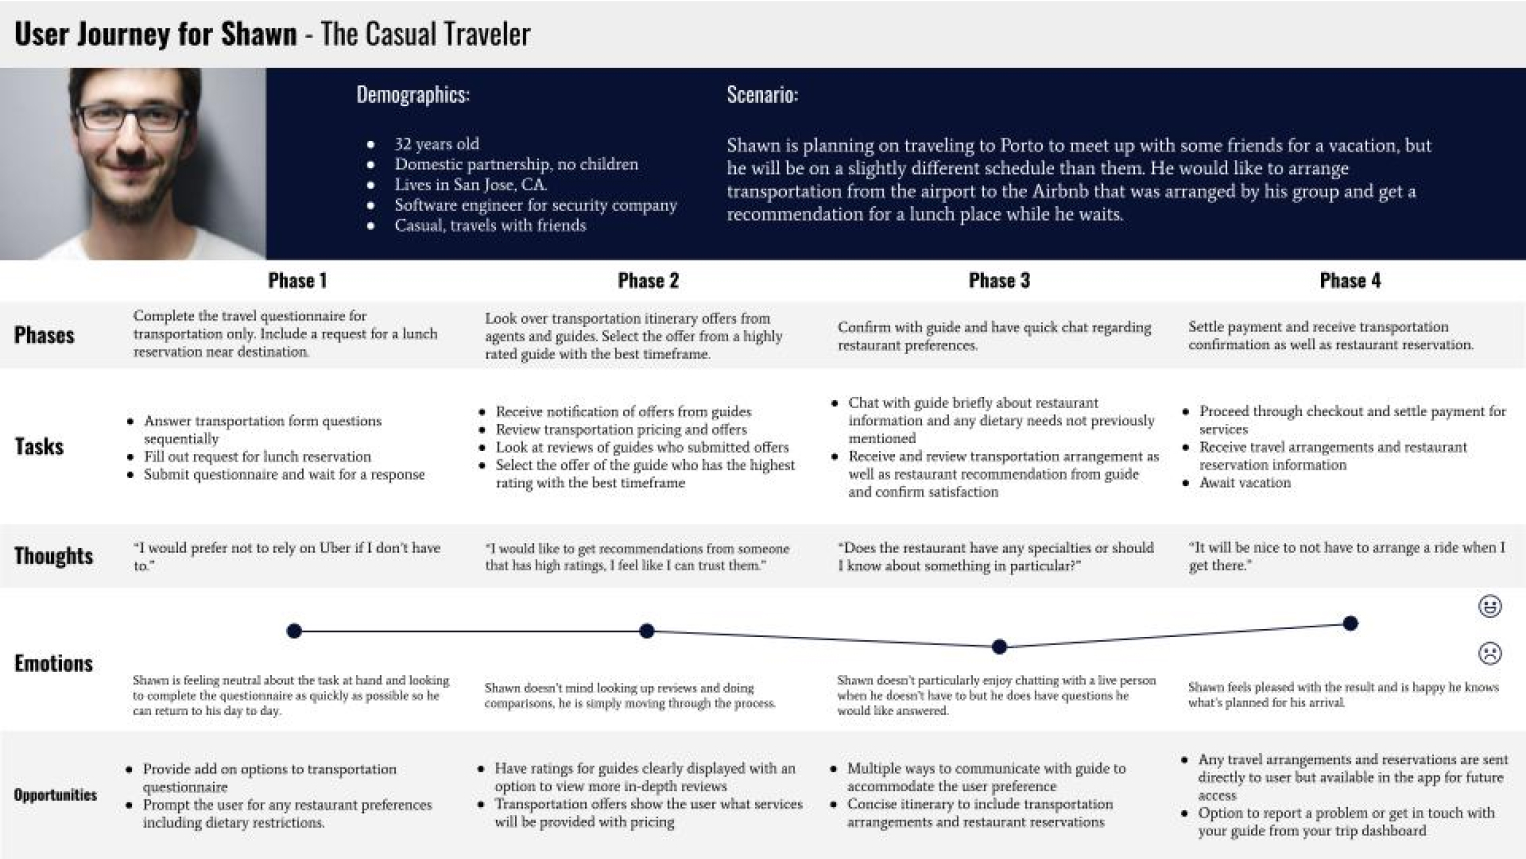 User Journey for Shawn - The Casual Traveler
Demographics:
● 32 years old
● Domestic partnership, no children
● Lives in San Jose, CA.
● Software engineer for security company
● Casual, travels with friends
Scenario:
Shawn is planning on traveling to Porto to meet up with some friends for a vacation, but
he will be on a slightly different schedule than them. He would like to arrange
transportation from the airport to the Airbnb that was arranged by his group and get a
recommendation for a lunch place while he waits.
Phase 1
Phase 2
Phase 3
Phase 4
Phases
Complete the travel questionnaire for
transportation only. Include a request for a lunch
reservation near destination.
Look over transportation itinerary offers from
agents and guides. Select the offer from a highly
rated guide with the best timeframe.
Confirm with guide and have quick chat regarding
restaurant preferences.
Settle payment and receive transportation
confirmation as well as restaurant reservation.
Tasks
● Answer transportation form questions
sequentially
● Fill out request for lunch reservation
● Submit questionnaire and wait for a response
● Receive notification of offers from guides
● Review transportation pricing and offers
● Look at reviews of guides who submitted offers
● Select the offer of the guide who has the highest
rating with the best timeframe
● Chat with guide briefly about restaurant
information and any dietary needs not previously
mentioned
● Receive and review transportation arrangement as
well as restaurant recommendation from guide
and confirm satisfaction
● Proceed through checkout and settle payment for
services
● Receive travel arrangements and restaurant
reservation information
● Await vacation
Thoughts
“I would prefer not to rely on Uber if I don’t have
to.”
“I would like to get recommendations from someone
that has high ratings, I feel like I can trust them.”
“Does the restaurant have any specialties or should
I know about something in particular?”
“It will be nice to not have to arrange a ride when I
get there.”
Emotions
Shawn is feeling neutral about the task at hand and looking
to complete the questionnaire as quickly as possible so he
can return to his day to day.
Shawn doesn’t mind looking up reviews and doing
comparisons, he is simply moving through the process.
Shawn doesn’t particularly enjoy chatting with a live person
when he doesn’t have to but he does have questions he
would like answered.
Shawn feels pleased with the result and is happy he knows
what’s planned for his arrival.
Opportunities
● Provide add on options to transportation
questionnaire
● Prompt the user for any restaurant preferences
including dietary restrictions.
● Have ratings for guides clearly displayed with an
option to view more in-depth reviews
● Transportation offers show the user what services
will be provided with pricing
● Multiple ways to communicate with guide to
accommodate the user preference
● Concise itinerary to include transportation
arrangements and restaurant reservations
● Any travel arrangements and reservations are sent
directly to user but available in the app for future
access
● Option to report a problem or get in touch with
your guide from your trip dashboard